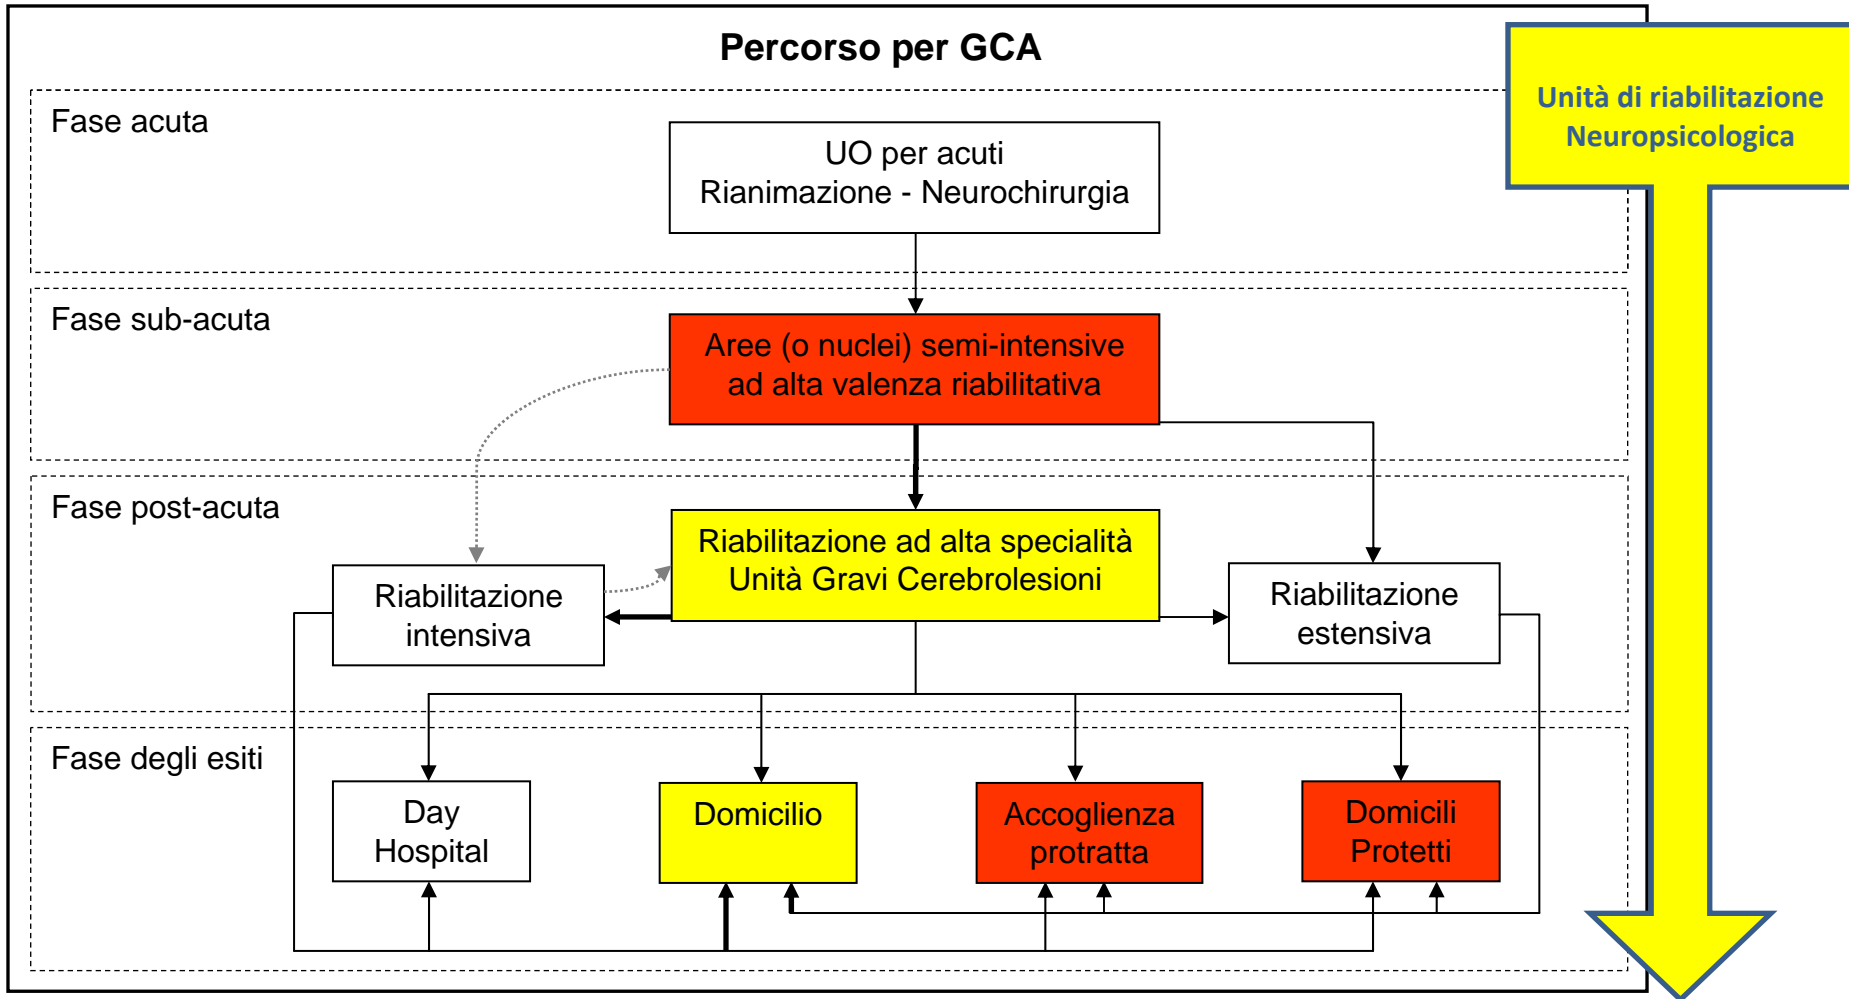 Percorso per GCA
Unità di riabilitazione
Neuropsicologica
Fase acuta
UO per acuti
Rianimazione - Neurochirurgia
Fase sub-acuta
Aree (o nuclei) semi-intensive
ad alta valenza riabilitativa
Fase post-acuta
Riabilitazione ad alta specialità
Unità Gravi Cerebrolesioni
Riabilitazione
intensiva
Riabilitazione
estensiva
Fase degli esiti
Day
Hospital
Domicilio
Accoglienza
protratta
Domicili
Protetti